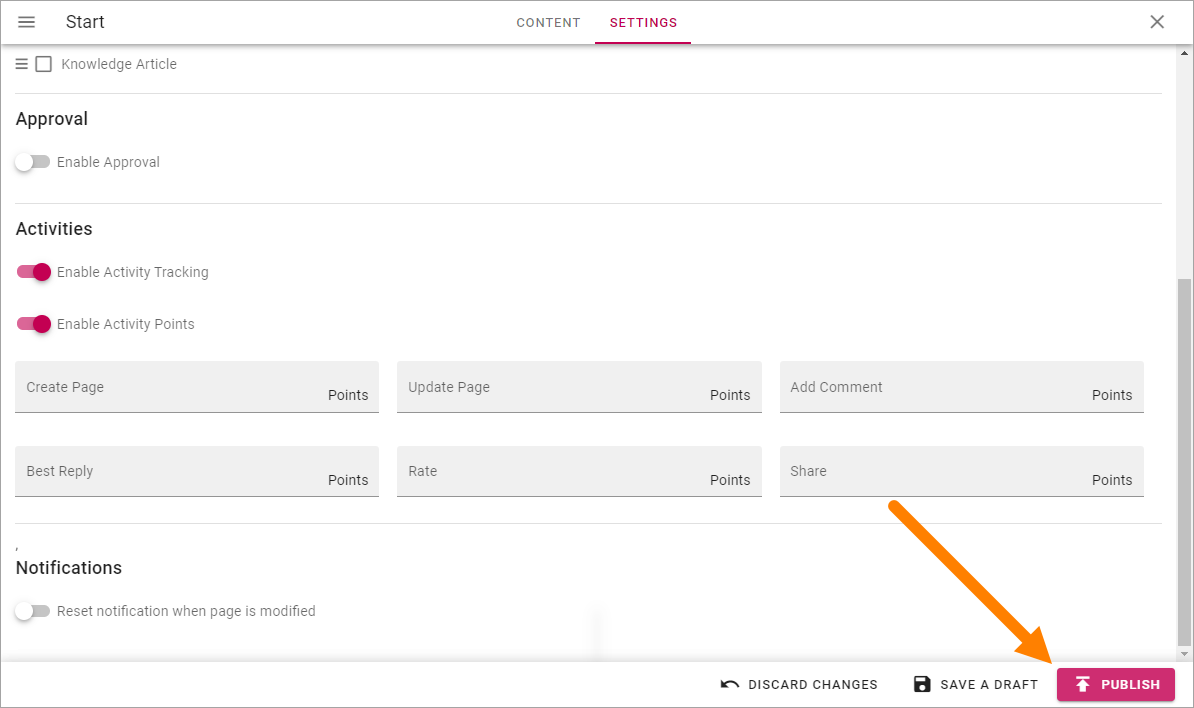 Start
CONTENT
SETTINGS
Knowledge Article
Approval
Enable Approval
Activities
Enable Activity Tracking
Enable Activity Points
Create Page Points
Update Page Points
Add Comment Points
Best Reply Points
Rate Points
Share Points
,
Notifications
Reset notification when page is modified
DISCARD CHANGES
SAVE A DRAFT
PUBLISH